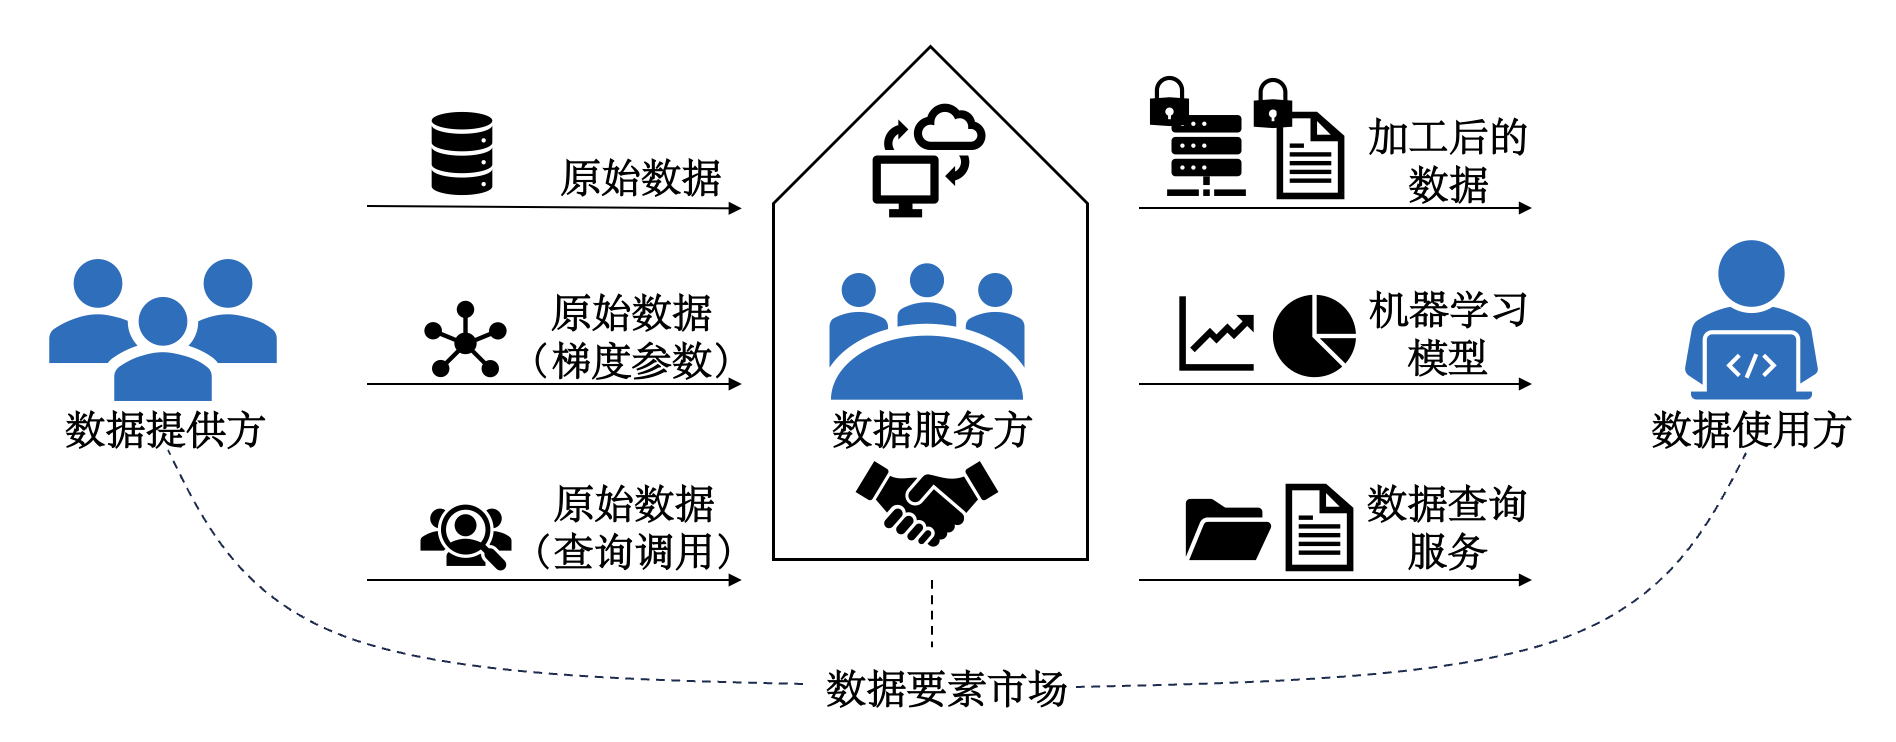 原始数据
加工后的
数据
原始数据
（梯度参数）
机器学习
模型
数据提供方
数据服务方
数据使用方
原始数据
（查询调用）
数据查询
服务
数据要素市场